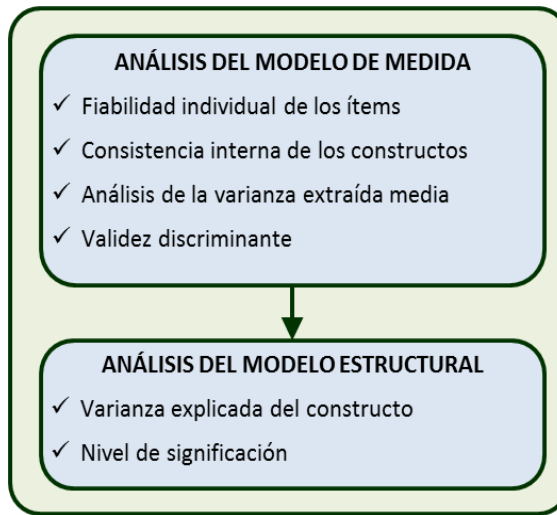 ANÁLISIS DEL MODELO DE MEDIDA
✓ Fiabilidad individual de los ítems
✓ Consistencia interna de los constructos
✓ Análisis de la varianza extraída media
✓ Validez discriminante
ANÁLISIS DEL MODELO ESTRUCTURAL
✓ Varianza explicada del constructo
✓ Nivel de significación